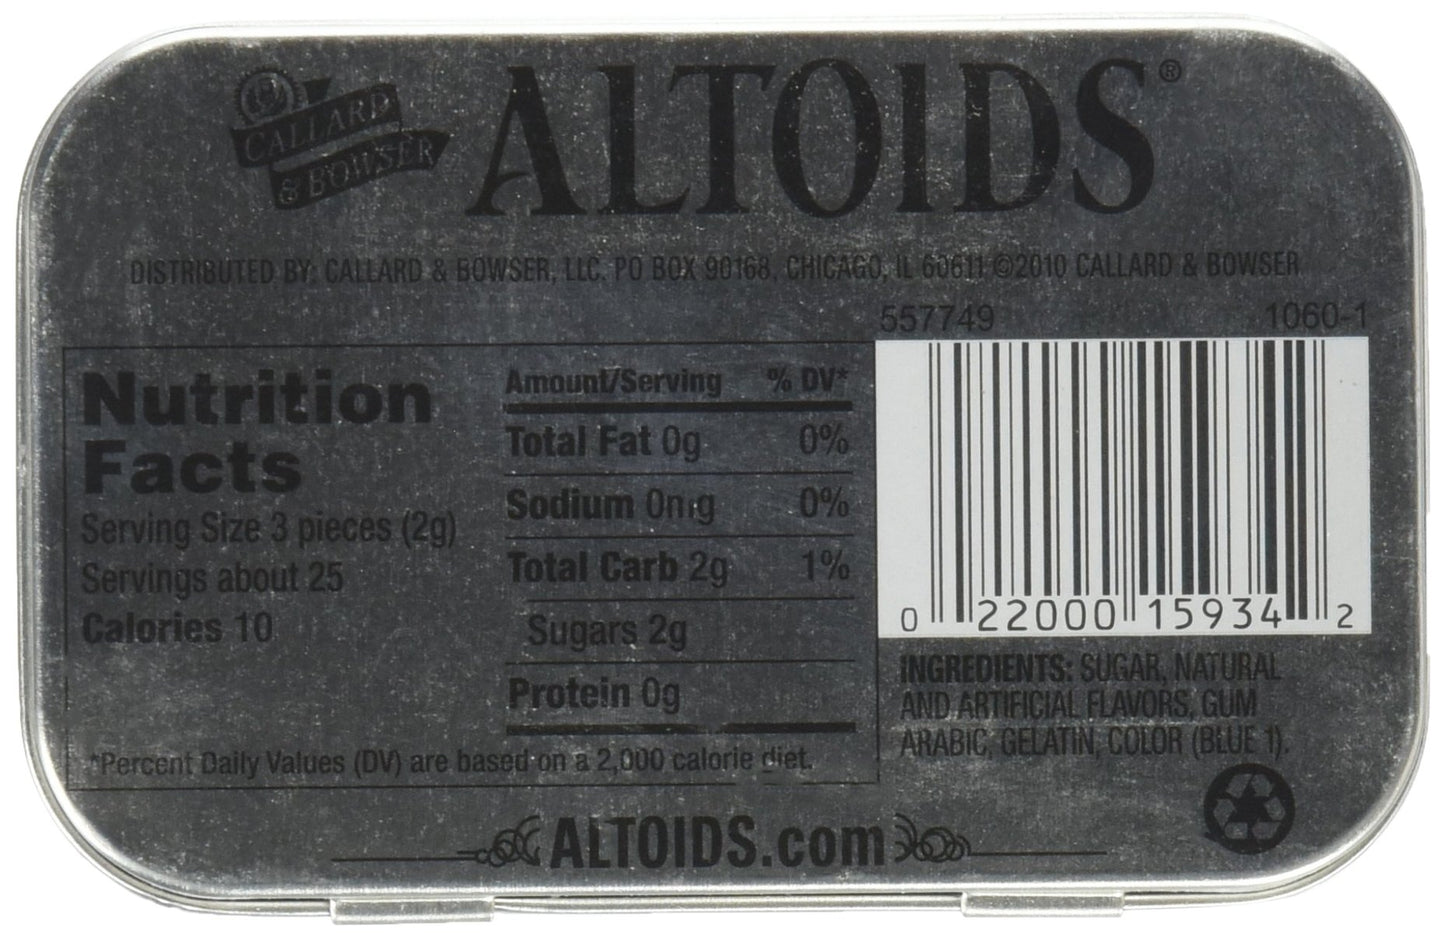 CALLARD
& BOWSER
ALTOIDS®
DISTRIBUTED BY: CALLARD & BOWSER, LLC, PO BOX 90168, CHICAGO, IL 60611 ©2010 CALLARD & BOWSER
557749 1060-1
Nutrition
Facts
Serving Size 3 pieces (2g)
Servings about 25
Calories 10
Amount/Serving % DV*
Total Fat 0g 0%
Sodium 0mg 0%
Total Carb 2g 1%
Sugars 2g
Protein 0g
*Percent Daily Values (DV) are based on a 2,000 calorie diet.
0 22000 15934 2
INGREDIENTS: SUGAR, NATURAL
AND ARTIFICIAL FLAVORS, GUM
ARABIC, GELATIN, COLOR (BLUE 1).
ALTOIDS.com